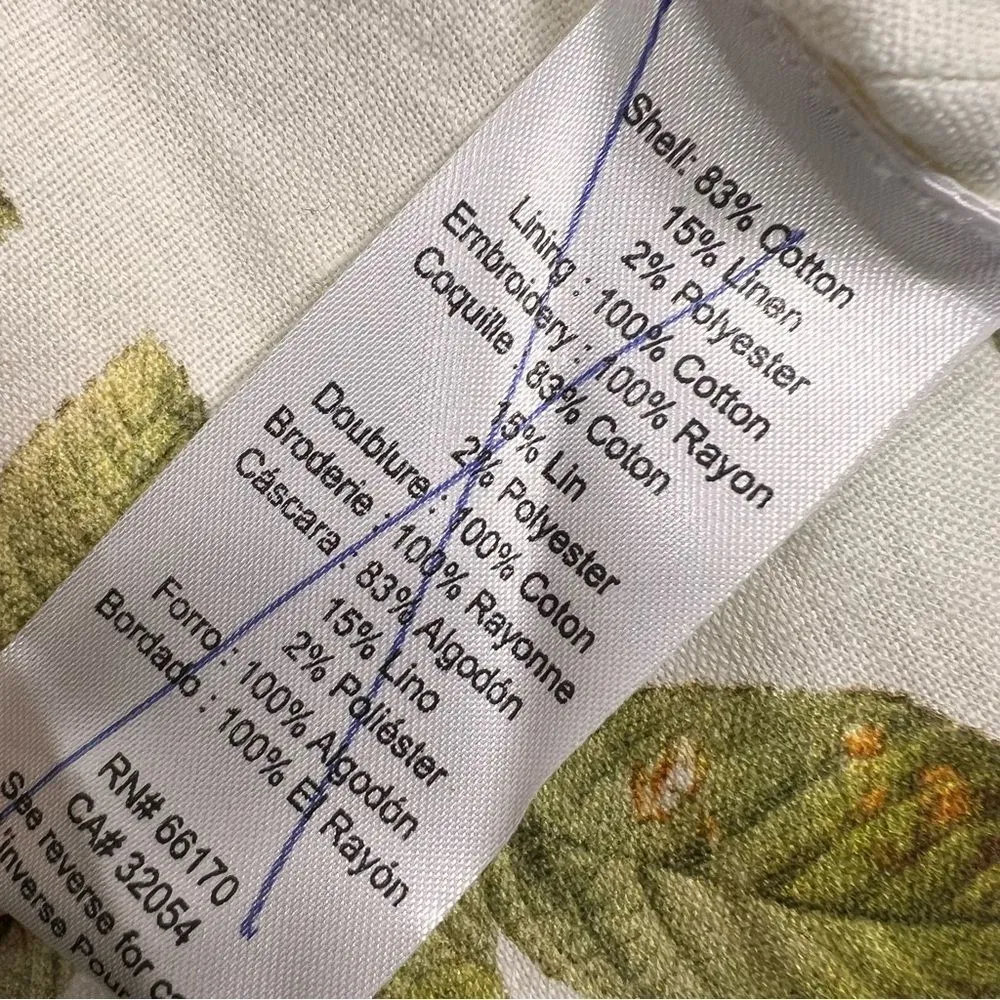 Shell: 83% Cotton
15% Linen
2% Polyester
Lining : 100% Cotton
Embroidery : 100% Rayon
Coquille : 83% Coton
15% Lin
2% Polyester
Doublure : 100% Coton
Broderie : 100% Rayonne
Cáscara : 83% Algodón
15% Lino
2% Poliéster
Forro : 100% Algodón
Bordado : 100% El Rayón
RN# 66170
CA# 32054
See reverse for
inverse Pour